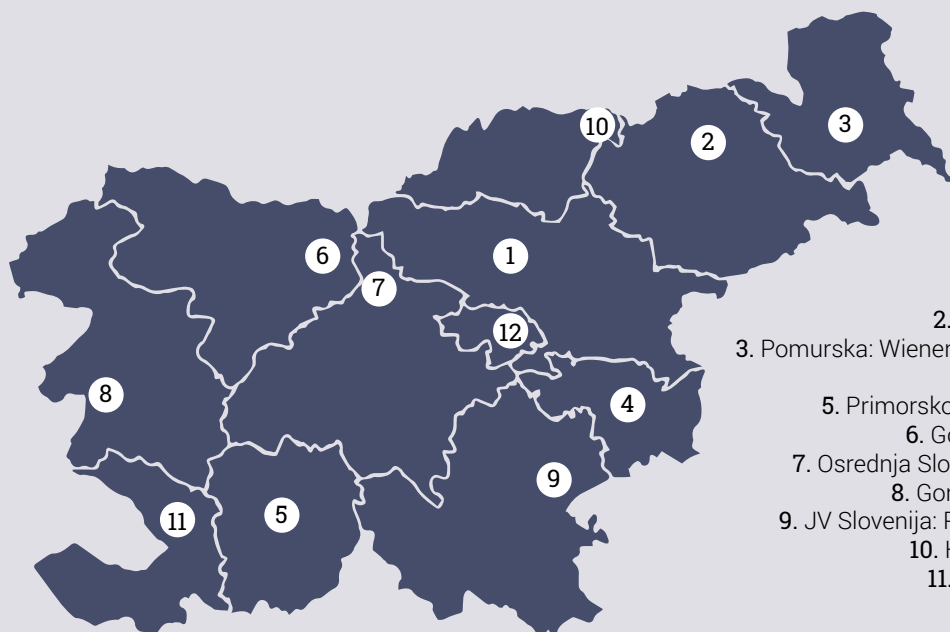 3
10
2
6
1
7
12
8
4
9
11
5
2.
3. Pomurska: Wiener
5. Primorsko
6. Go
7. Osrednja Slo
8. Gor
9. JV Slovenija:
10.
11.